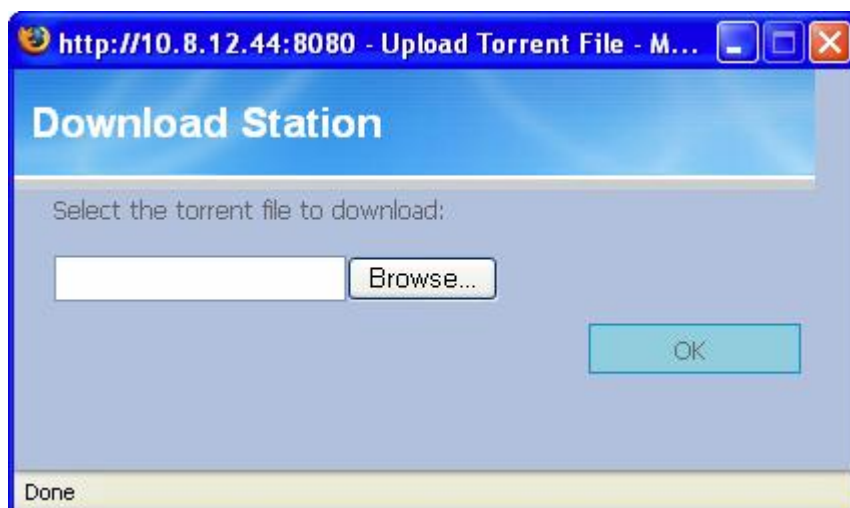 http://10.8.12.44:8080 - Upload Torrent File - M...
Download Station
Select the torrent file to download:
Browse...
OK
Done